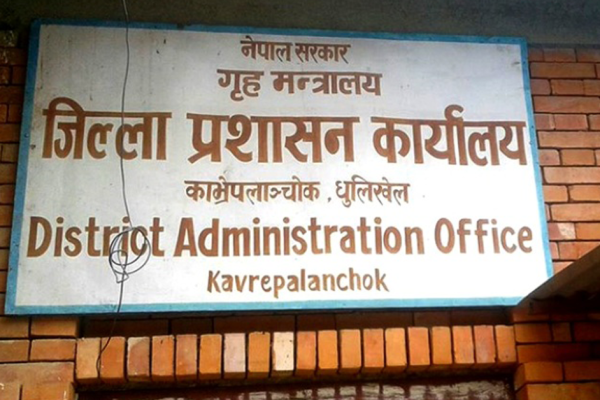 नेपाल सरकार
गृह मन्त्रालय
जिल्ला प्रशासन कार्यालय
काभ्रेपलाञ्चोक, धुलिखेल
District Administration Office
Kavrepalanchok